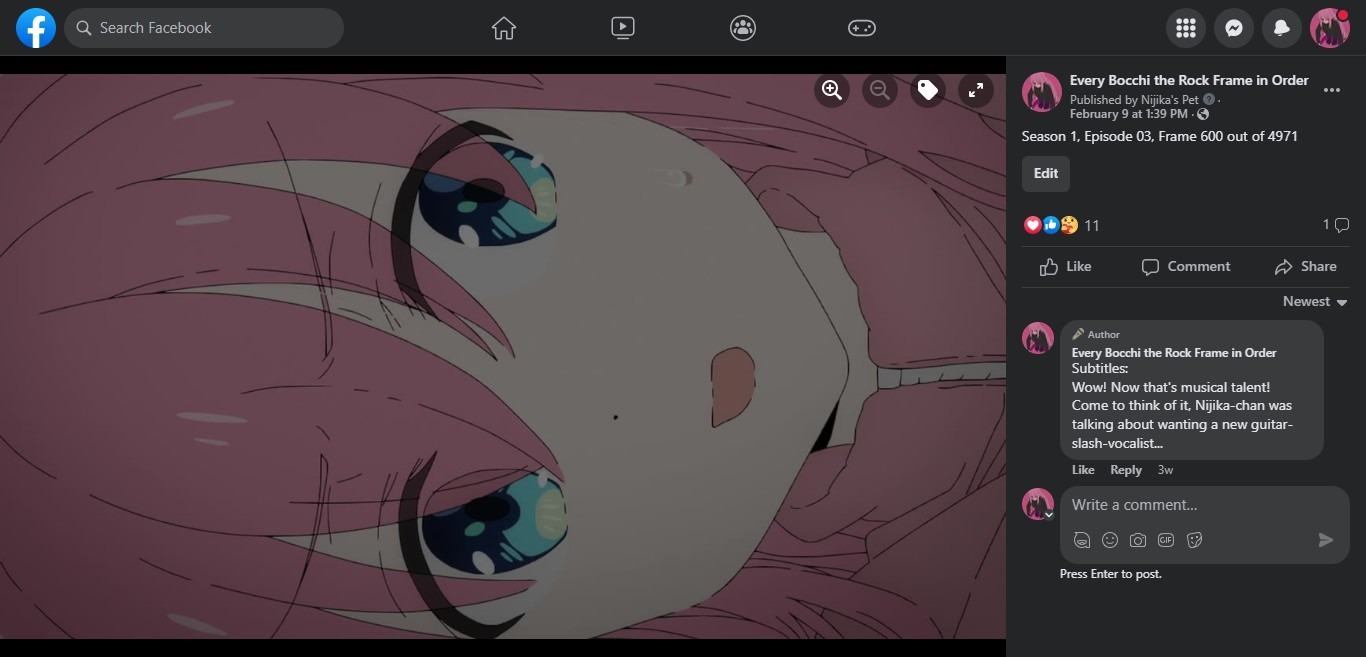 Search Facebook
Every Bocchi the Rock Frame in Order
Published by Nijika's Pet ·
February 9 at 1:39 PM ·
Season 1, Episode 03, Frame 600 out of 4971
Edit
11
1
Like
Comment
Share
Newest
Author
Every Bocchi the Rock Frame in Order
Subtitles:
Wow! Now that's musical talent!
Come to think of it, Nijika-chan was
talking about wanting a new guitar-
slash-vocalist...
Like Reply 3w
Write a comment...
GIF
Press Enter to post.